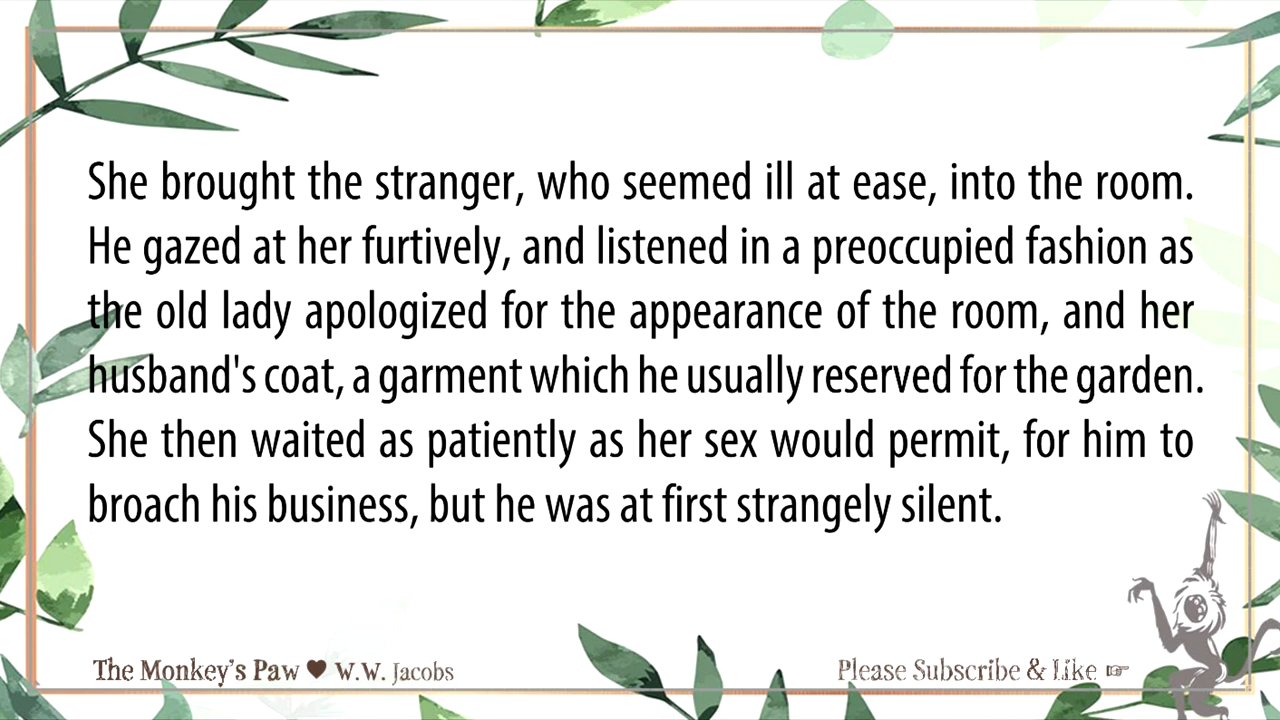 She brought the stranger, who seemed ill at ease, into the room.
He gazed at her furtively, and listened in a preoccupied fashion as
the old lady apologized for the appearance of the room, and her
husband's coat, a garment which he usually reserved for the garden.
She then waited as patiently as her sex would permit, for him to
broach his business, but he was at first strangely silent.
The Monkey's Paw ♥ W.W. Jacobs
Please Subscribe & Like ☞